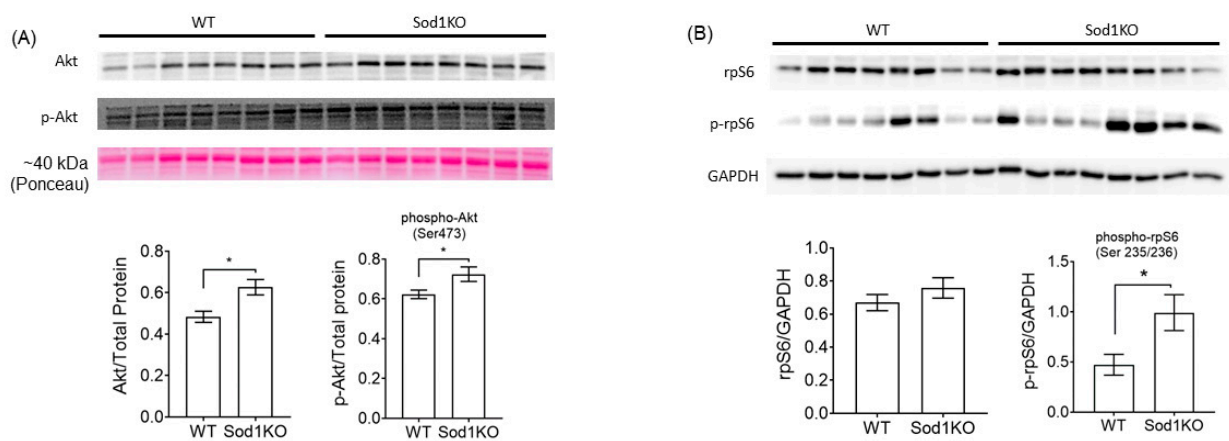 (A)
WT Sod1KO
Akt
p-Akt
~40 kDa
(Ponceau)
Akt/Total Protein
0.8
0.6
0.4
0.2
0.0
*
WT Sod1KO
phospho-Akt
(Ser473)
p-Akt/Total protein
0.8
0.6
0.4
0.2
0.0
*
WT Sod1KO
(B)
WT Sod1KO
rpS6
p-rpS6
GAPDH
rpS6/GAPDH
1.0
0.8
0.6
0.4
0.2
0.0
WT Sod1KO
phospho-rpS6
(Ser 235/236)
p-rpS6/GAPDH
1.5
1.0
0.5
0.0
*
WT Sod1KO